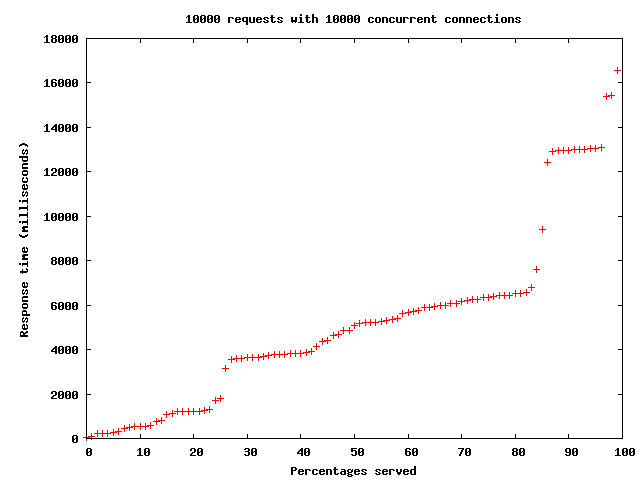 10000 requests with 10000 concurrent connections
18000
16000
14000
12000
10000
8000
6000
4000
2000
0
Response time (milliseconds)
0 10 20 30 40 50 60 70 80 90 100
Percentages served